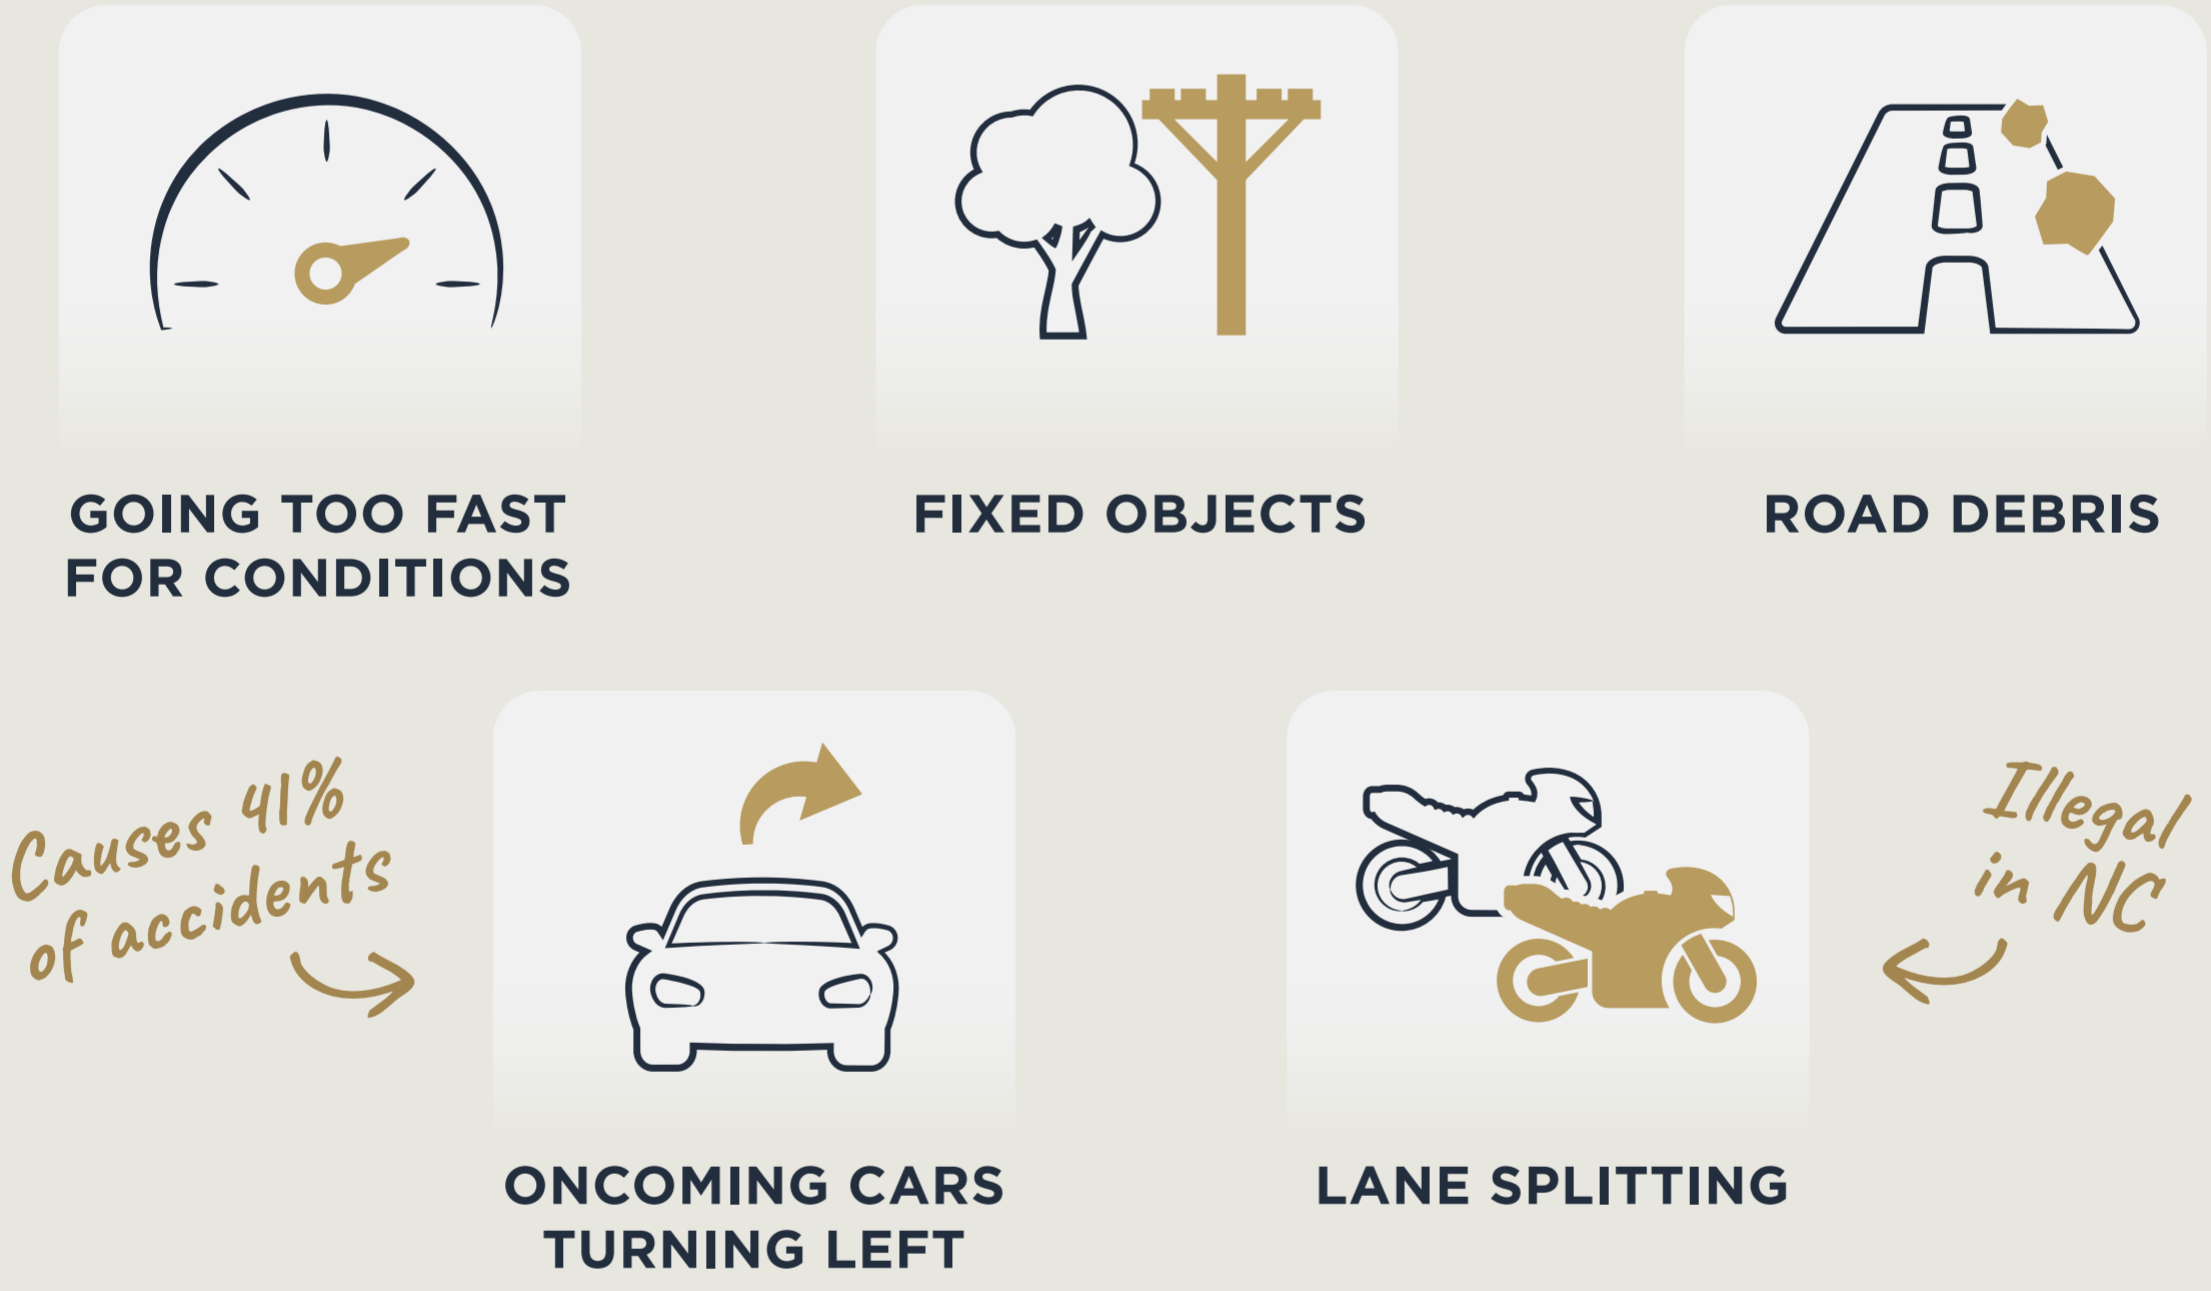 GOING TOO FAST
FOR CONDITIONS
FIXED OBJECTS
ROAD DEBRIS
Causes 41%
of accidents
ONCOMING CARS
TURNING LEFT
LANE SPLITTING
Illegal
in NC